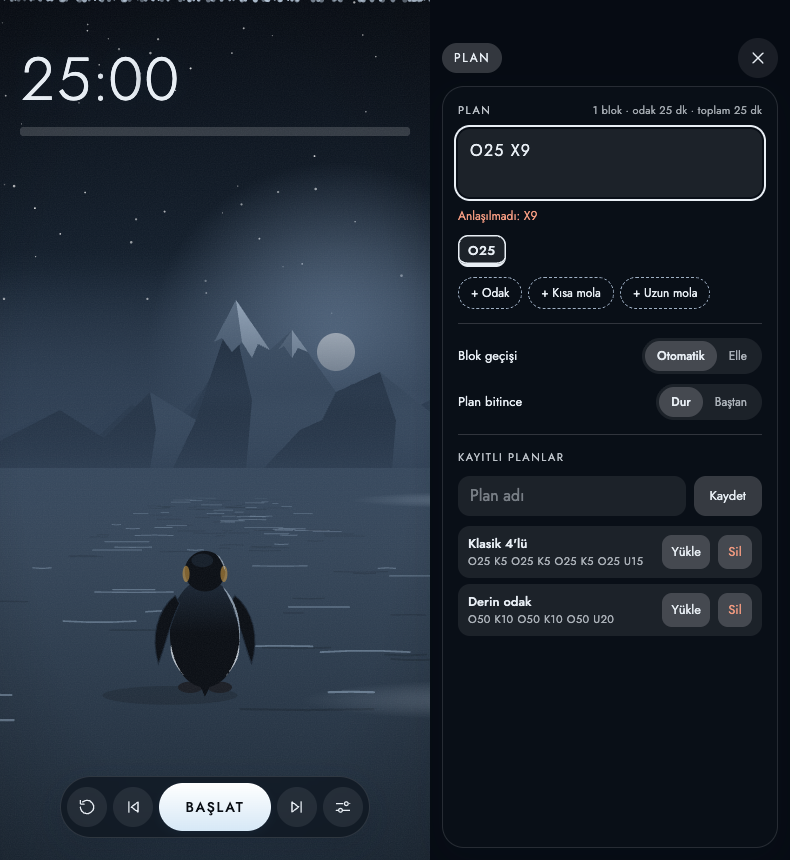 25:00
PLAN
PLAN
1 blok · odak 25 dk · toplam 25 dk
O25 X9
Anlaşılmadı: X9
O25
+ Odak
+ Kısa mola
+ Uzun mola
Blok geçişi
Otomatik
Elle
Plan bitince
Dur
Baştan
KAYITLI PLANLAR
Plan adı
Kaydet
Klasik 4'lü
O25 K5 O25 K5 O25 K5 O25 U15
Yükle
Sil
Derin odak
O50 K10 O50 K10 O50 U20
Yükle
Sil
BAŞLAT